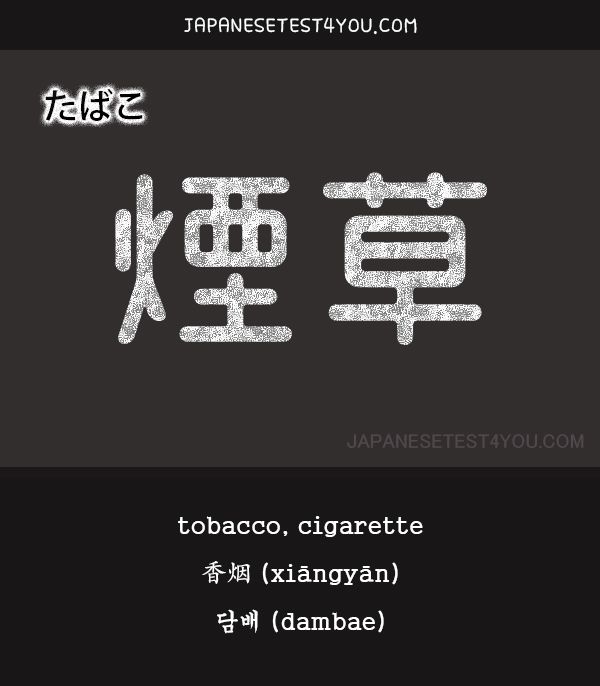 JAPANESETEST4YOU.COM
たばこ
煙草
JAPANESETEST4YOU.COM
tobacco, cigarette
香烟 (xiāngyān)
담배 (dambae)